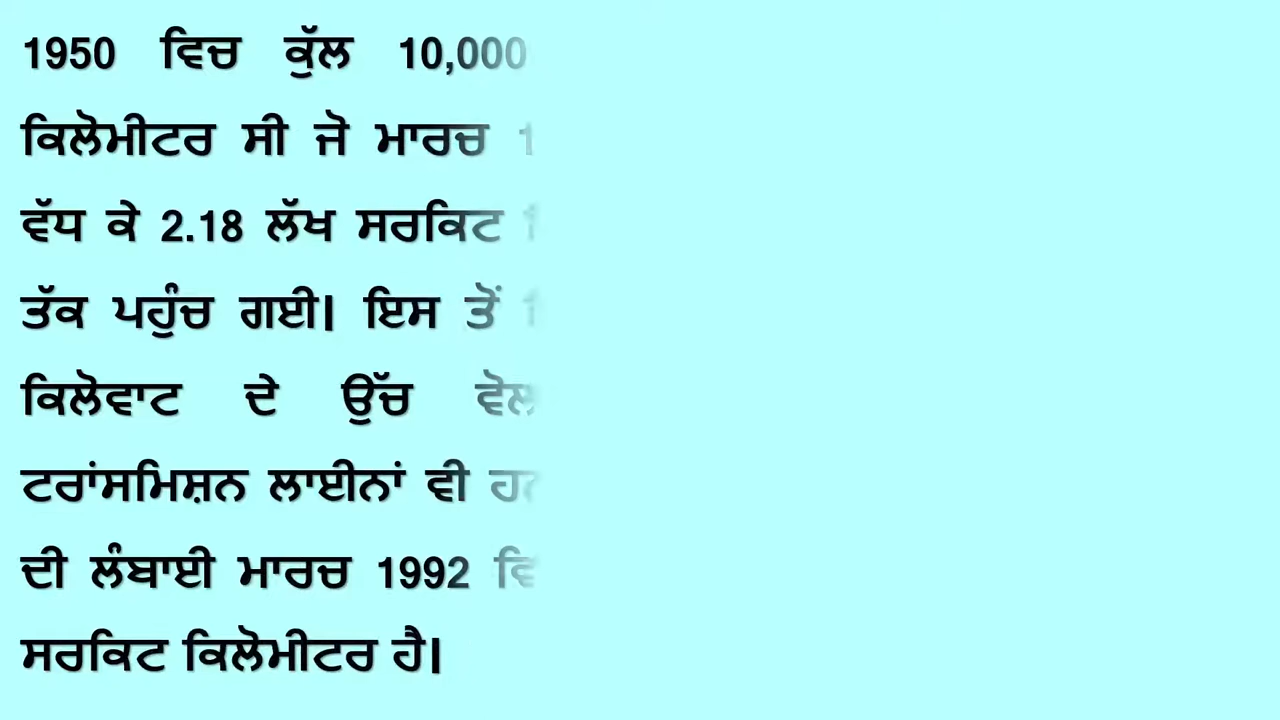 1950 ਵਿਚ ਕੁੱਲ 10,000
ਕਿਲੋਮੀਟਰ ਸੀ ਜੋ ਮਾਰਚ
ਵੱਧ ਕੇ 2.18 ਲੱਖ ਸਰਕਿਟ
ਤੱਕ ਪਹੁੰਚ ਗਈ। ਇਸ ਤੋਂ
ਕਿਲੋਵਾਟ ਦੇ ਉੱਚ
ਟਰਾਂਸਮਿਸ਼ਨ ਲਾਈਨਾਂ ਵੀ
ਦੀ ਲੰਬਾਈ ਮਾਰਚ 1992
ਸਰਕਿਟ ਕਿਲੋਮੀਟਰ ਹੈ।